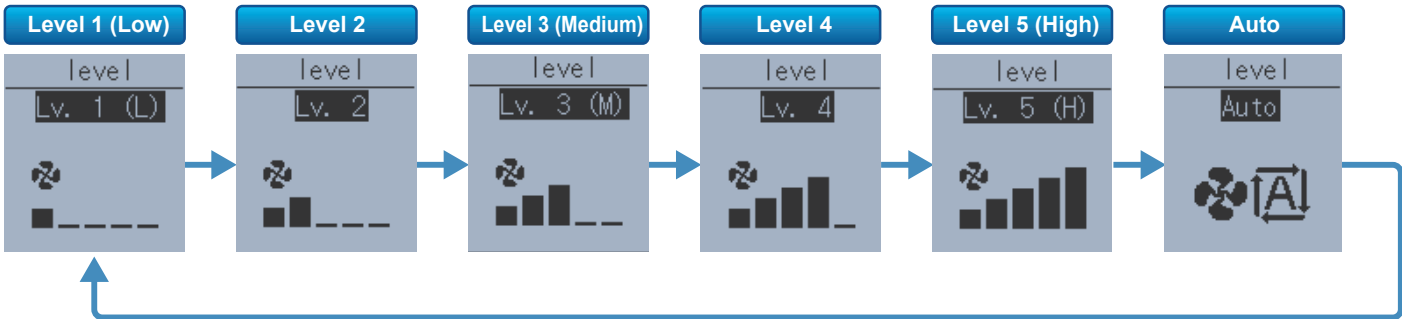 Level 1 (Low)
Level 2
Level 3 (Medium)
Level 4
Level 5 (High)
Auto
level
level
level
level
level
level
Lv. 1 (L)
Lv. 2
Lv. 3 (M)
Lv. 4
Lv. 5 (H)
Auto
A